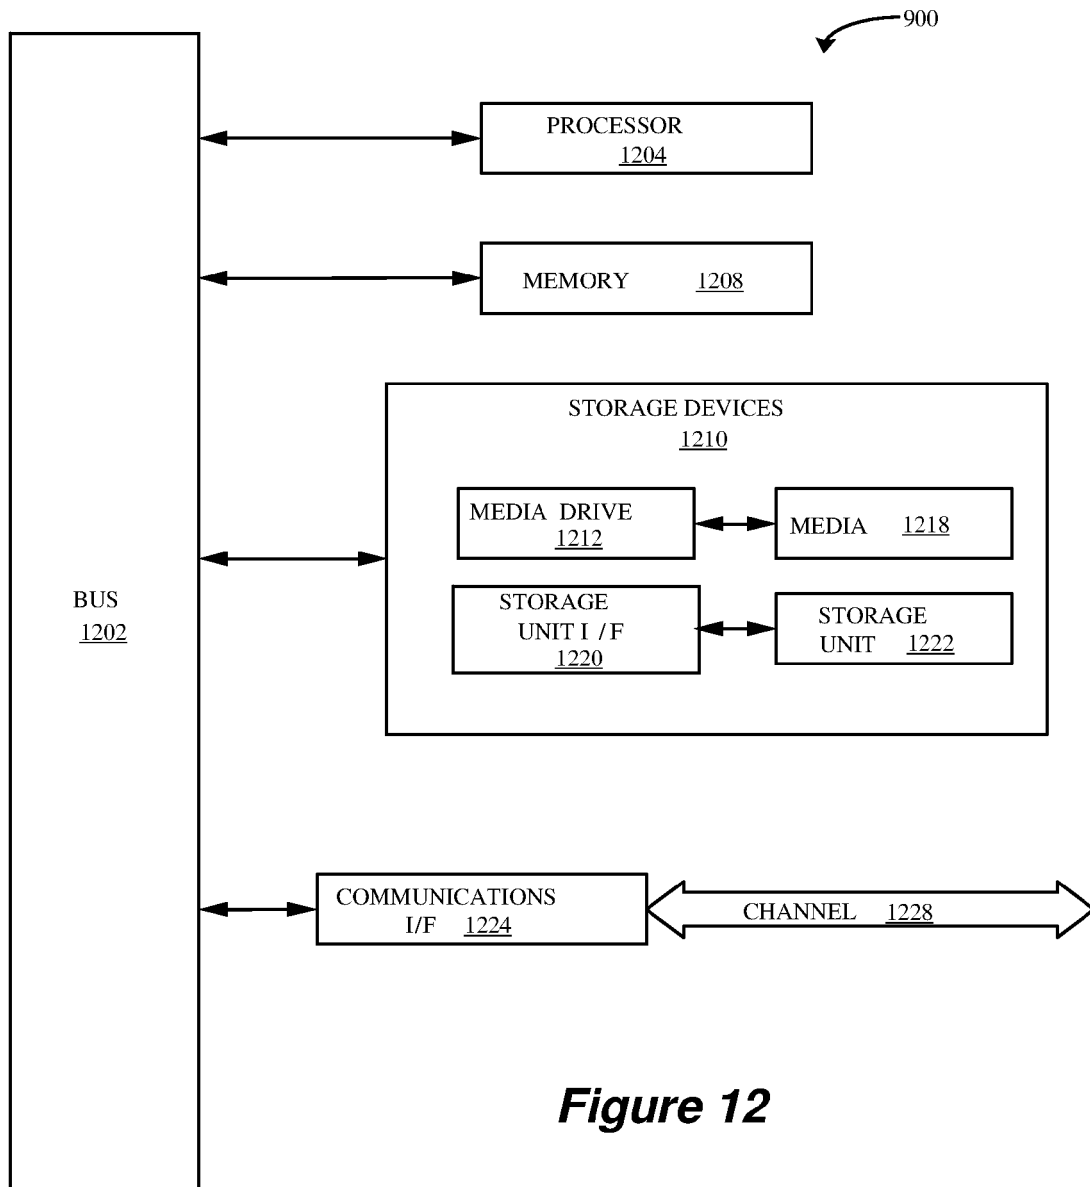 900
PROCESSOR
1204
MEMORY 1208
STORAGE DEVICES
1210
MEDIA DRIVE
1212
MEDIA 1218
STORAGE
UNIT I / F
1220
STORAGE
UNIT 1222
BUS
1202
COMMUNICATIONS
I/F 1224
CHANNEL 1228
Figure 12